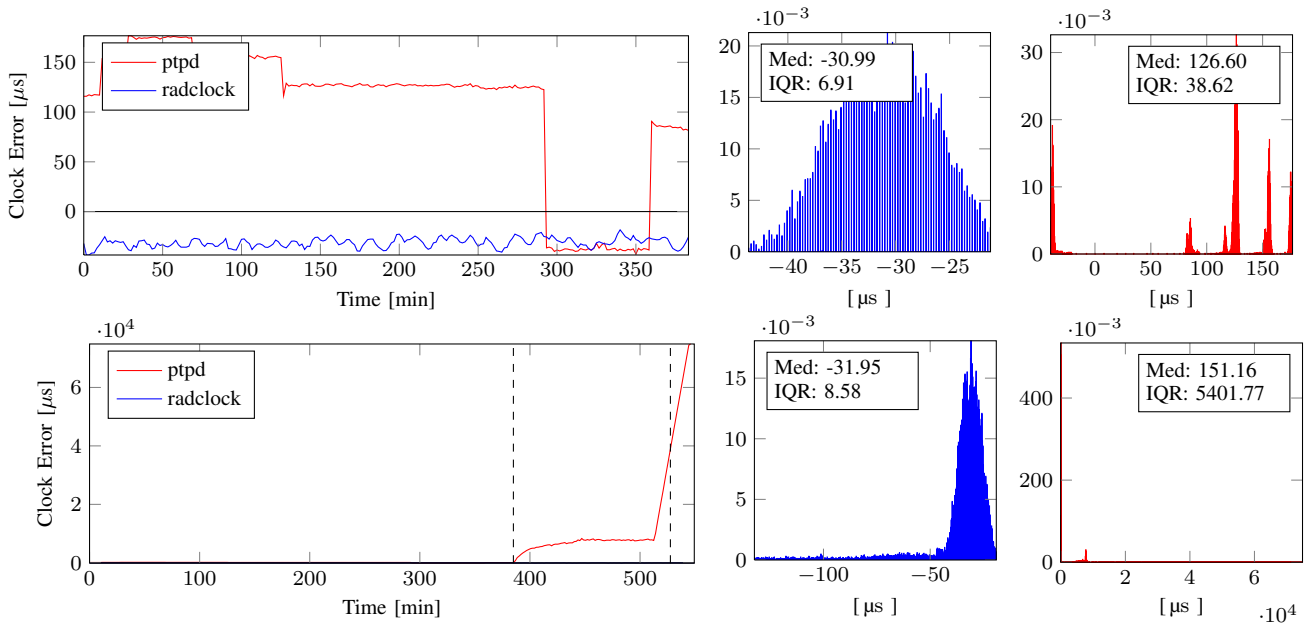 ptpd
radclock
150
100
50
0
Clock Error [µs]
0 50 100 150 200 250 300 350
Time [min]
·10⁻³
20
15
10
5
0
Med: -30.99
IQR: 6.91
−40 −35 −30 −25
[ µs ]
·10⁻³
30
20
10
0
Med: 126.60
IQR: 38.62
0 50 100 150
[ µs ]
·10⁴
ptpd
radclock
6
4
2
0
Clock Error [µs]
0 100 200 300 400 500
Time [min]
·10⁻³
15
10
5
0
Med: -31.95
IQR: 8.58
−100 −50
[ µs ]
·10⁻³
400
200
0
Med: 151.16
IQR: 5401.77
0 2 4 6
[ µs ]
·10⁴